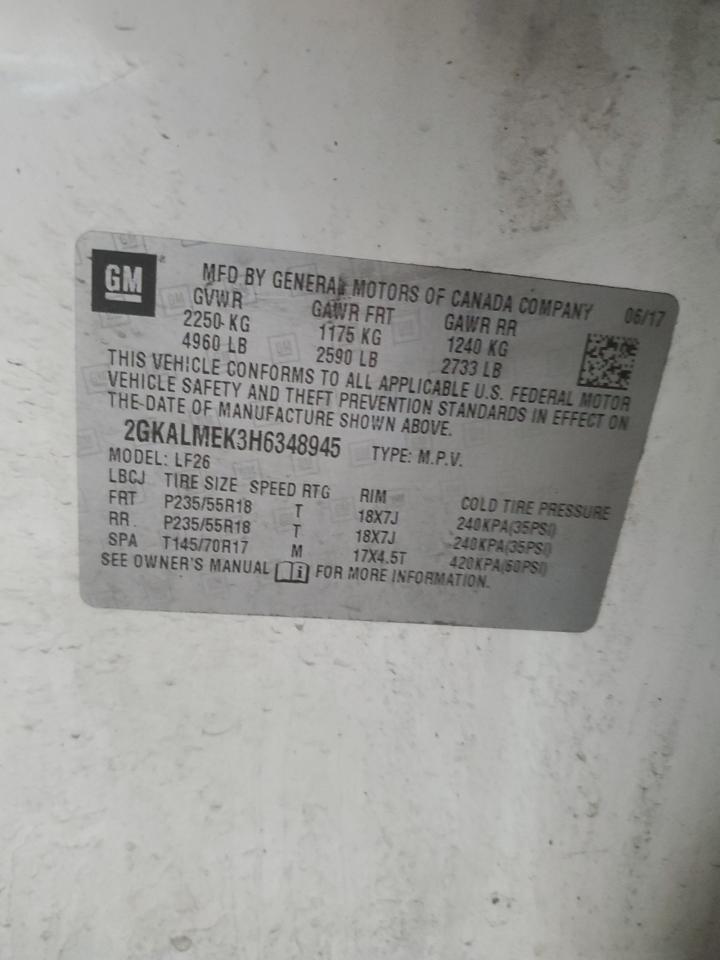 GM
MFD BY GENERAL MOTORS OF CANADA COMPANY 06/17
GVWR GAWR FRT GAWR RR
2250 KG 1175 KG 1240 KG
4960 LB 2590 LB 2733 LB
THIS VEHICLE CONFORMS TO ALL APPLICABLE U.S. FEDERAL MOTOR
VEHICLE SAFETY AND THEFT PREVENTION STANDARDS IN EFFECT ON
THE DATE OF MANUFACTURE SHOWN ABOVE.
2GKALMEK3H6348945 TYPE: M.P.V.
MODEL: LF26
LBCJ TIRE SIZE SPEED RTG RIM COLD TIRE PRESSURE
FRT P235/55R18 T 18X7J 240KPA(35PSI)
RR P235/55R18 T 18X7J 240KPA(35PSI)
SPA T145/70R17 M 17X4.5T 420KPA(60PSI)
SEE OWNER'S MANUAL i FOR MORE INFORMATION.